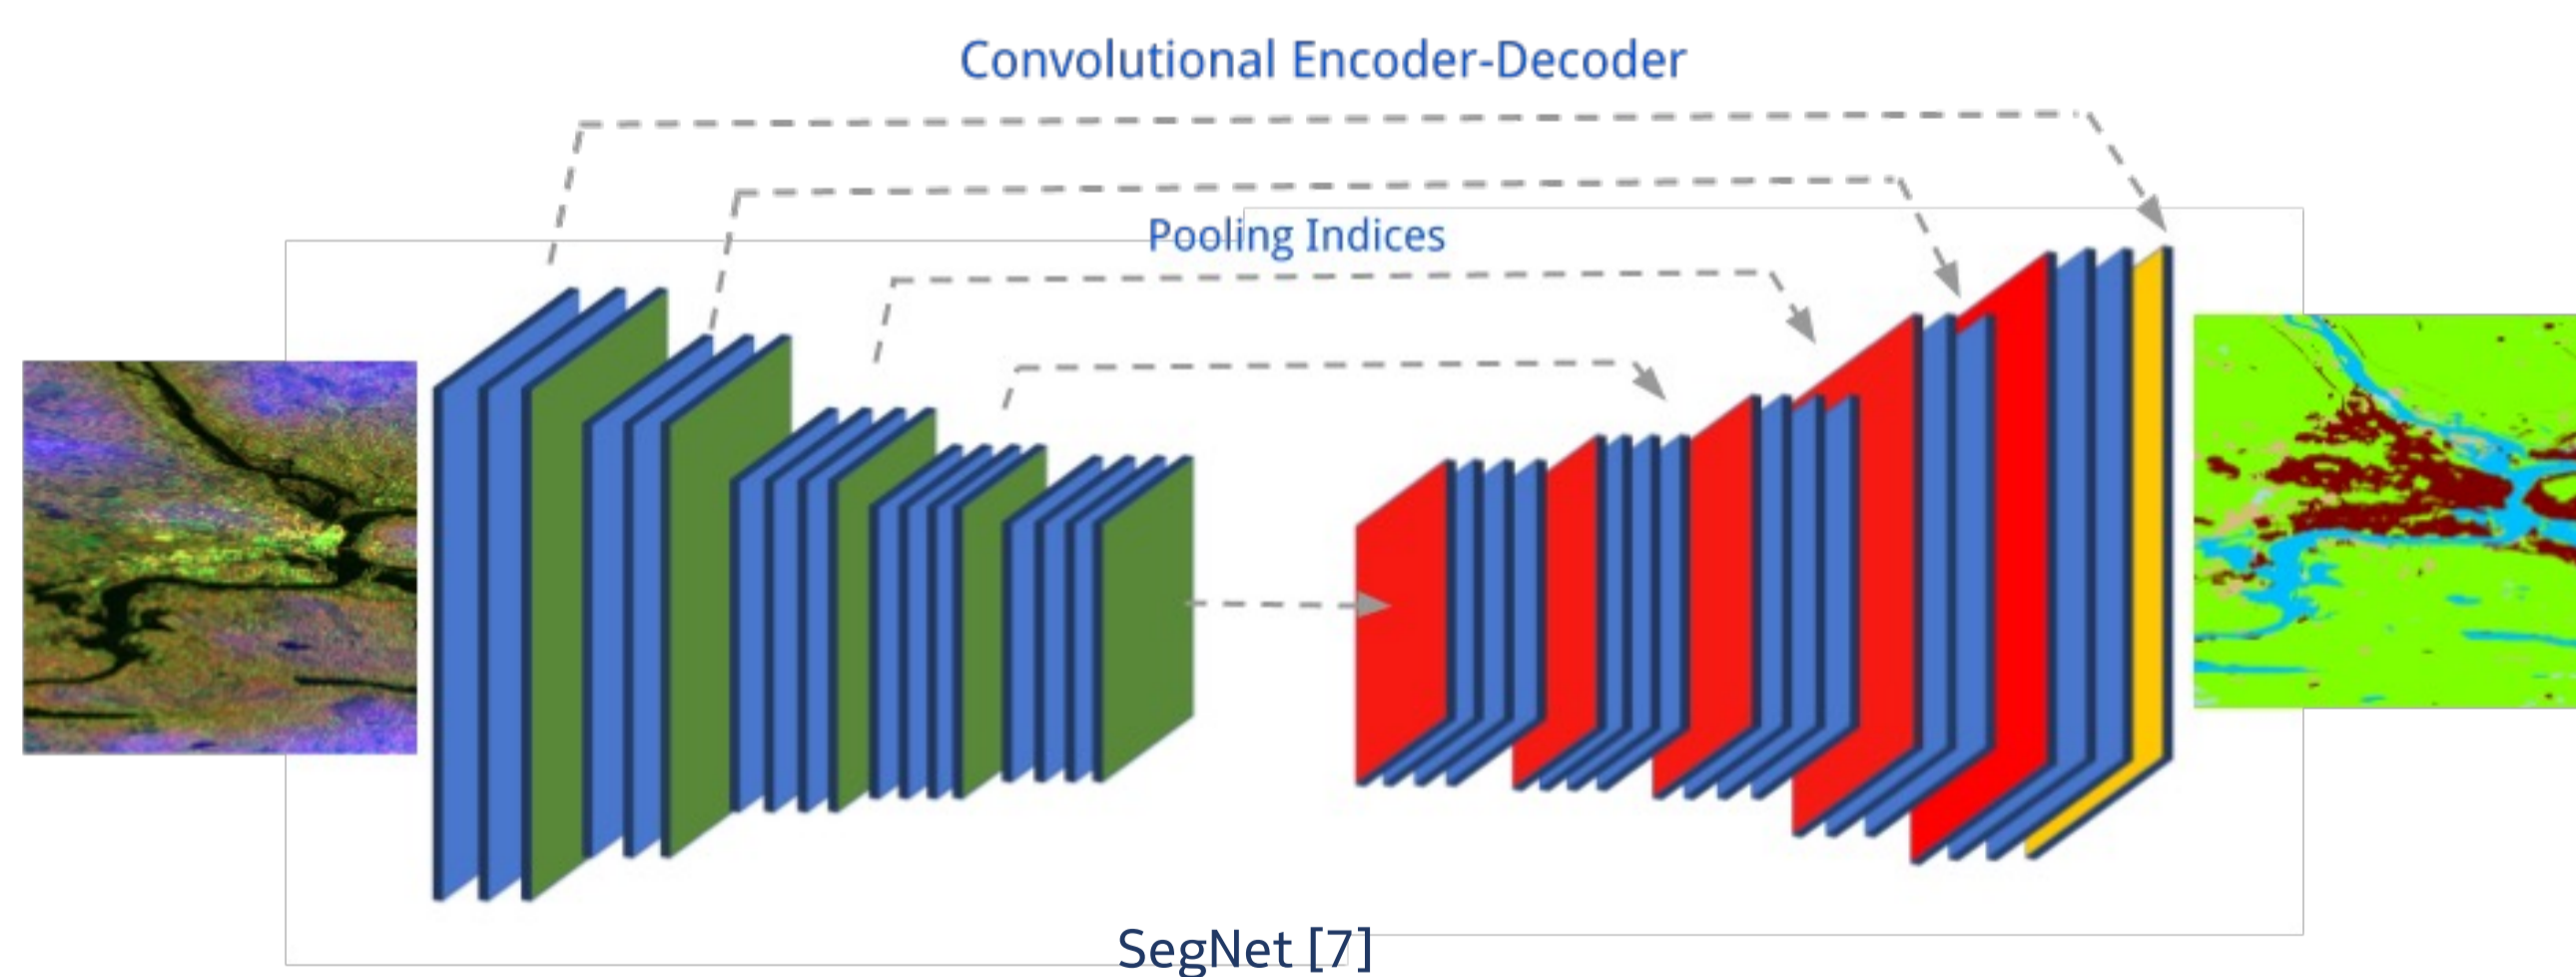 Convolutional Encoder-Decoder
Pooling Indices
SegNet [7]